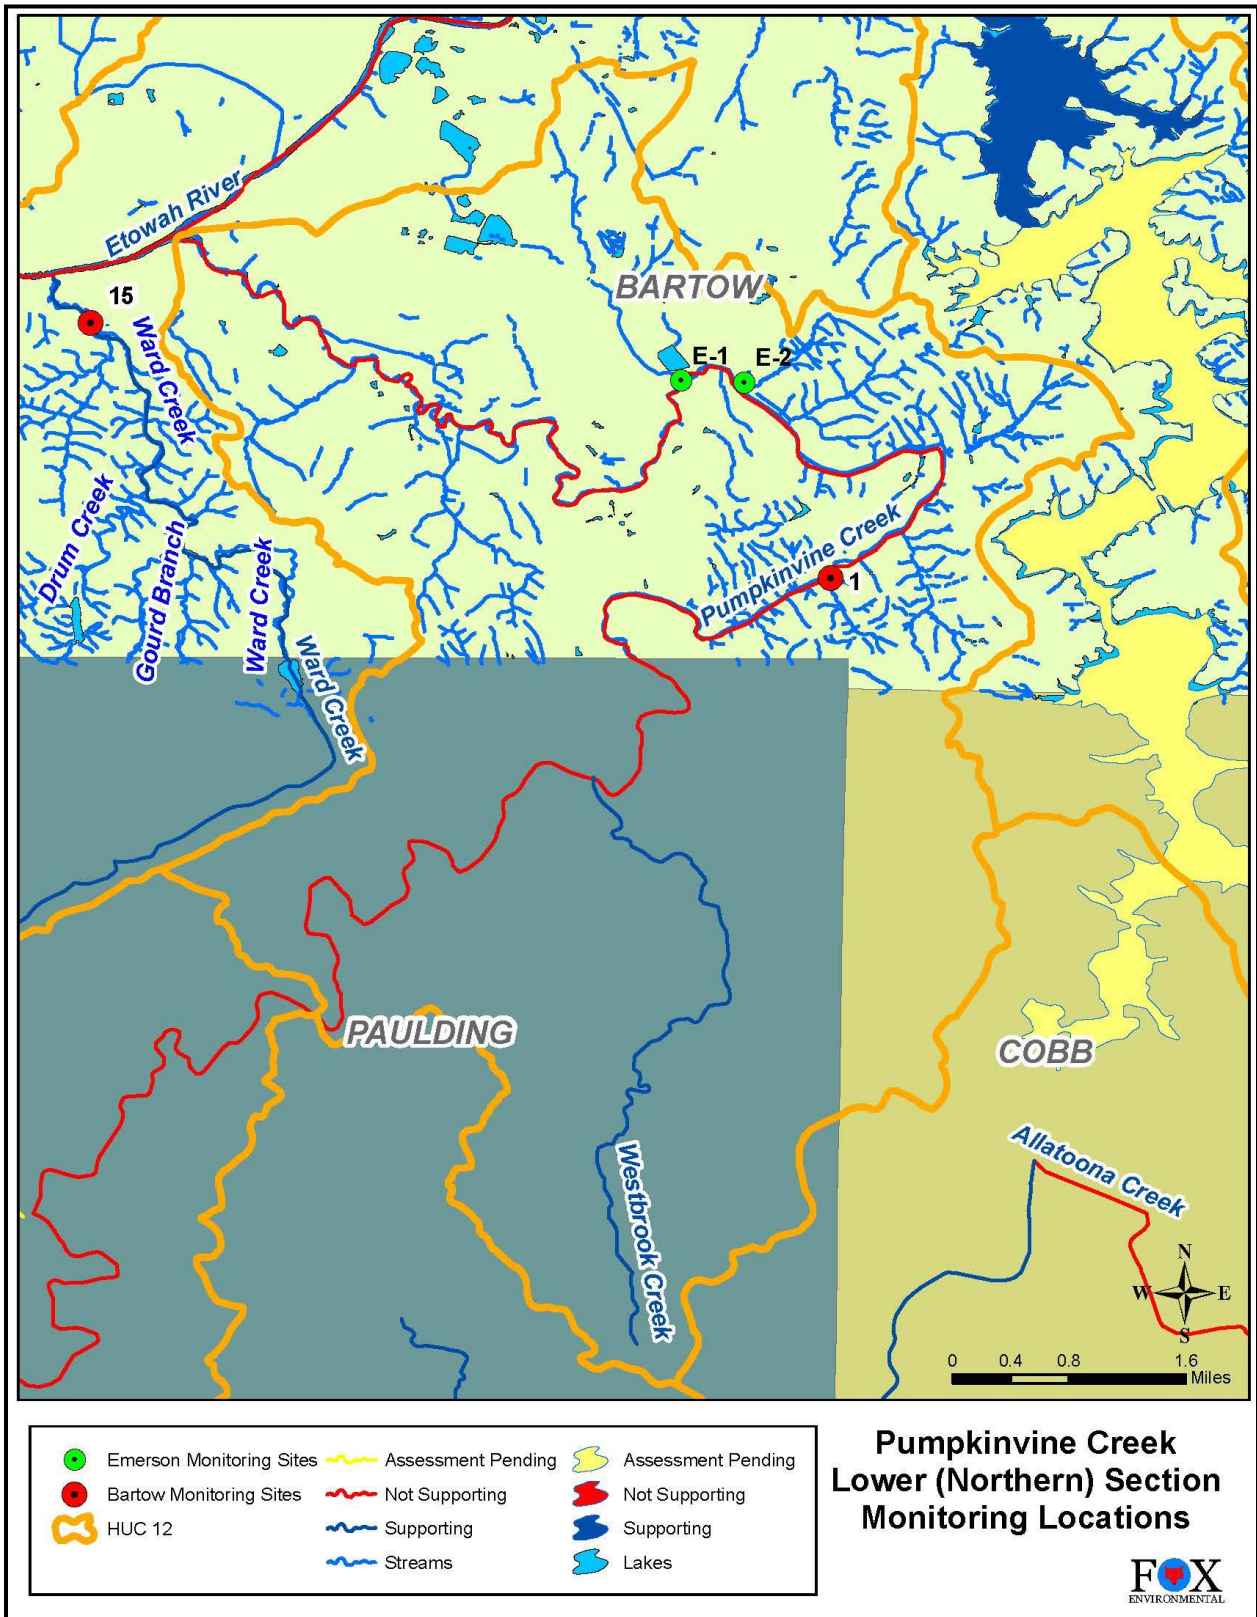 Etowah River
15
Ward Creek
BARTOW
E-1
E-2
Drum Creek
Gourd Branch
Ward Creek
Ward Creek
Pumpkinvine Creek
1
PAULDING
COBB
Westbrook Creek
Allatoona Creek
N
W
E
S
0 0.4 0.8 1.6
Miles
Emerson Monitoring Sites
Bartow Monitoring Sites
HUC 12
Assessment Pending
Not Supporting
Supporting
Streams
Assessment Pending
Not Supporting
Supporting
Lakes
Pumpkinvine Creek
Lower (Northern) Section
Monitoring Locations
FOX
ENVIRONMENTAL